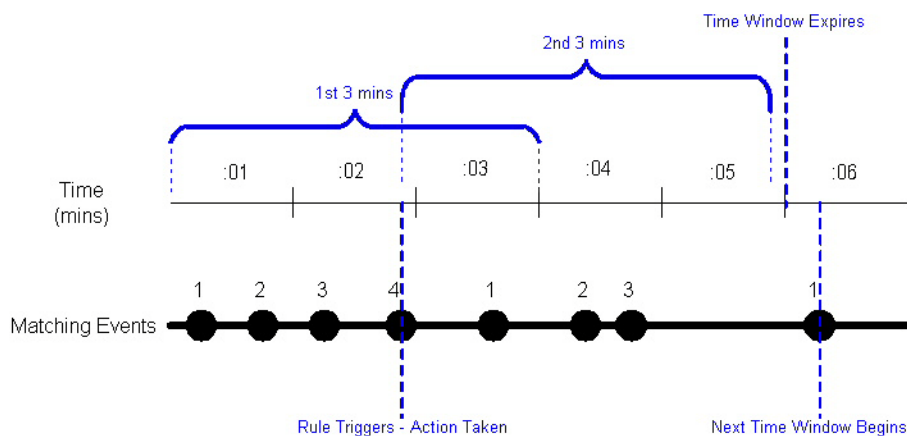 Time Window Expires
2nd 3 mins
1st 3 mins
:01 :02 :03 :04 :05 :06
Time
(mins)
1 2 3 4 1 2 3 1
Matching Events
Rule Triggers - Action Taken
Next Time Window Begins